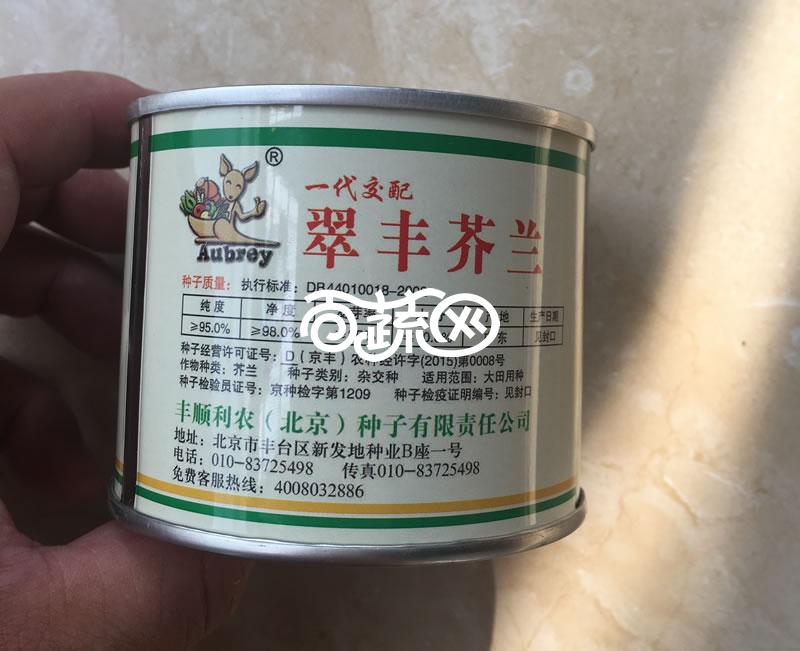 ®
一代交配
翠丰芥兰
Aubrey
种子质量： 执行标准：DB44010018-200
纯度 净度 地 生产日期
≥95.0% ≥98.0% 东 见封口
百蔬网
种子经营许可证号：D（京丰）农种经许字(2015)第0008号
作物种类：芥兰 种子类别：杂交种 适用范围：大田用种
种子检验员证号：京种检字第1209 种子检疫证明编号：见封口
丰顺利农（北京）种子有限责任公司
地址：北京市丰台区新发地种业B座一号
电话：010-83725498 传真010-83725498
免费客服热线：4008032886